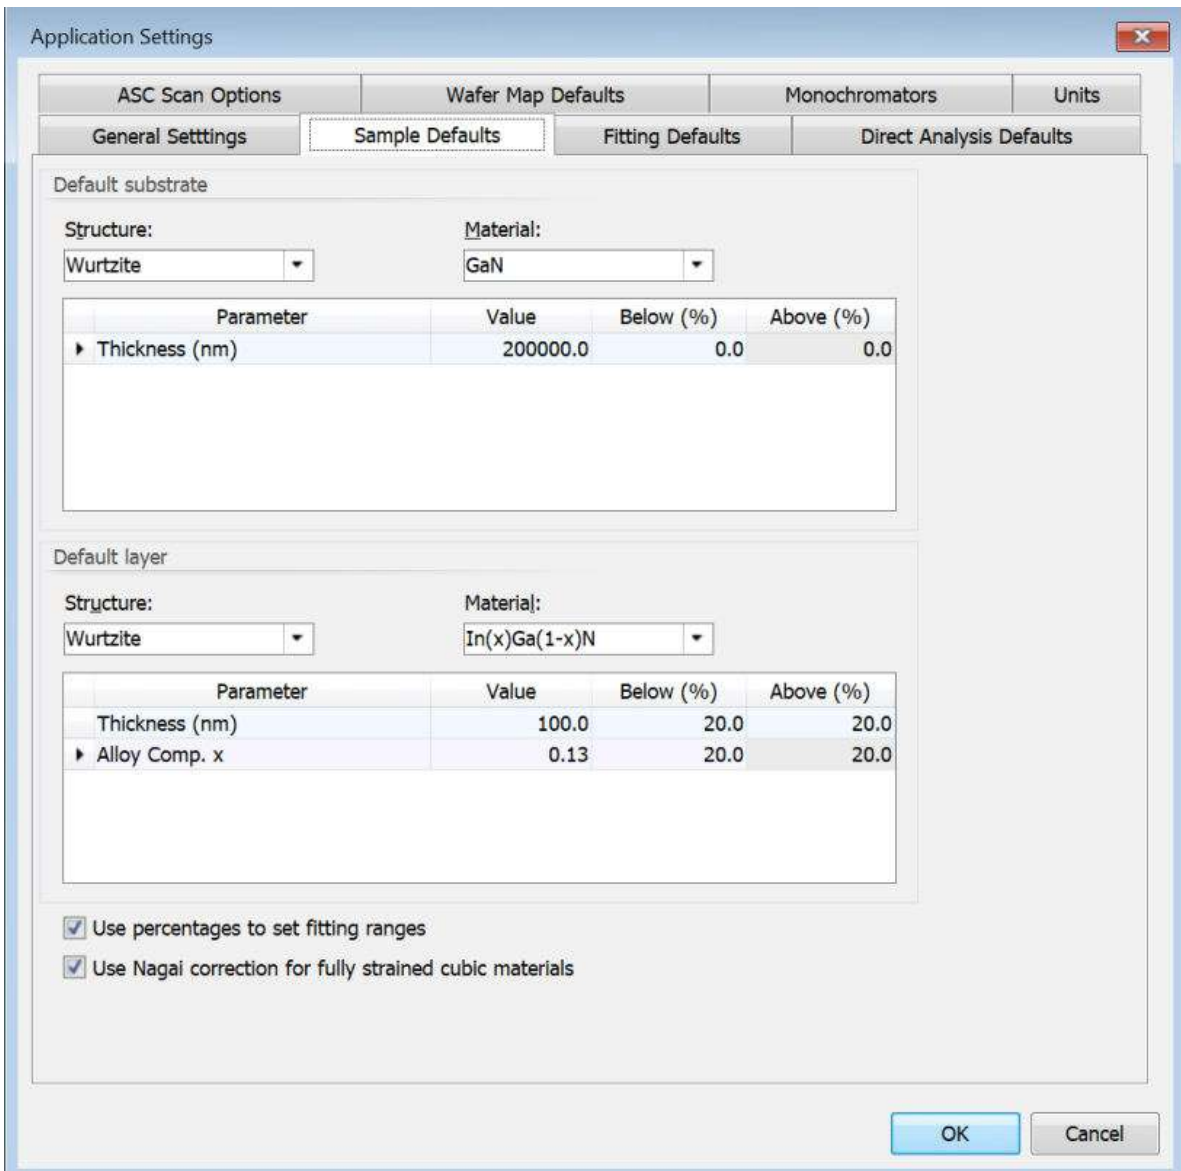 Application Settings
ASC Scan Options Wafer Map Defaults Monochromators Units
General Setttings Sample Defaults Fitting Defaults Direct Analysis Defaults
Default substrate
Structure: Material:
Wurtzite GaN
Parameter Value Below (%) Above (%)
Thickness (nm) 200000.0 0.0 0.0
Default layer
Structure: Material:
Wurtzite In(x)Ga(1-x)N
Parameter Value Below (%) Above (%)
Thickness (nm) 100.0 20.0 20.0
Alloy Comp. x 0.13 20.0 20.0
Use percentages to set fitting ranges
Use Nagai correction for fully strained cubic materials
OK Cancel